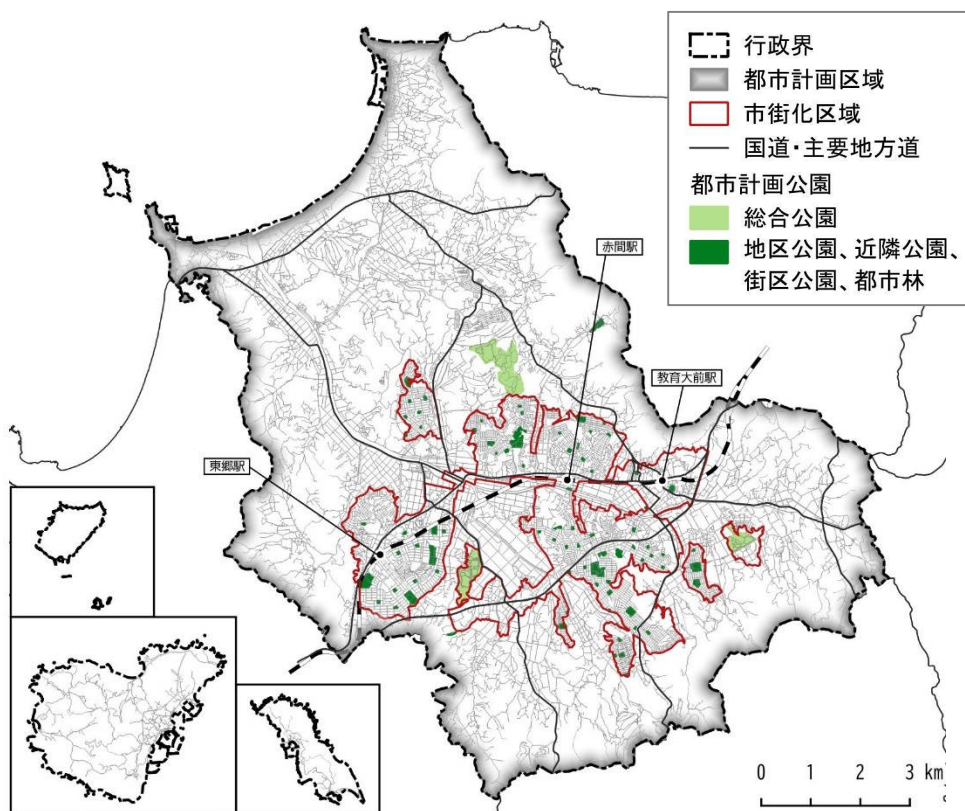 行政界
都市計画区域
市街化区域
国道・主要地方道
都市計画公園
総合公園
地区公園、近隣公園、
街区公園、都市林
赤間駅
教育大前駅
東郷駅
0 1 2 3 km